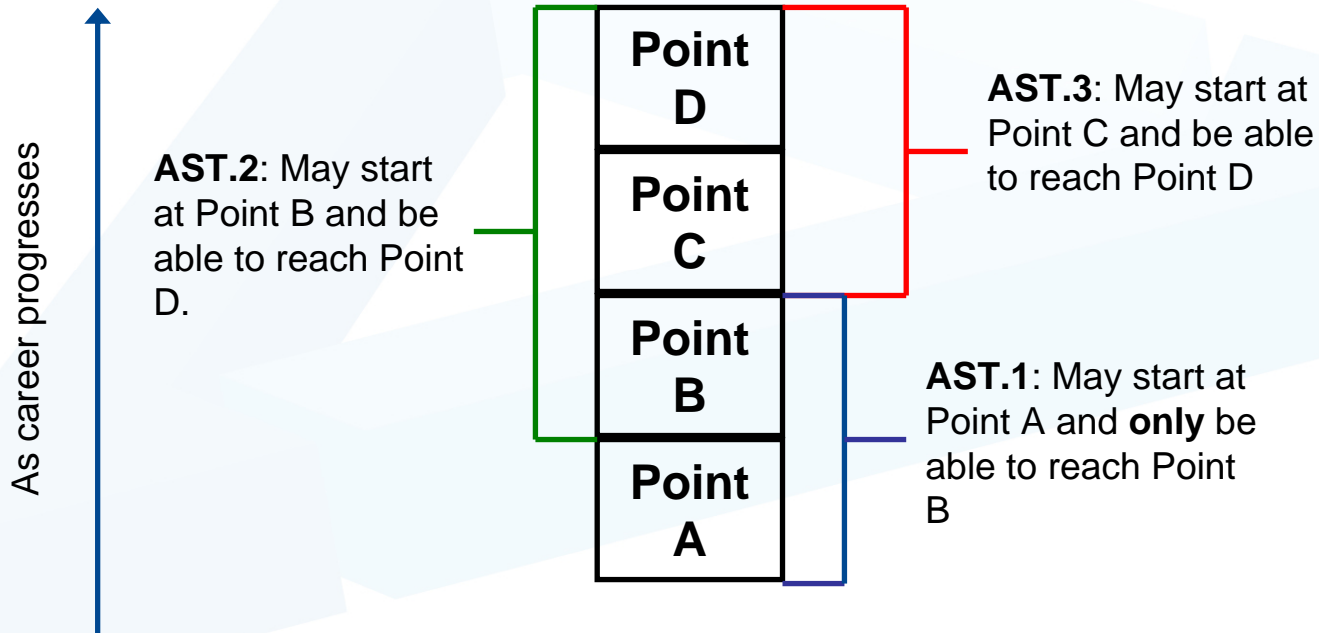 As career progresses
AST.2: May start
at Point B and be
able to reach Point
D.
Point
D
Point
C
Point
B
Point
A
AST.3: May start at
Point C and be able
to reach Point D
AST.1: May start at
Point A and only be
able to reach Point
B